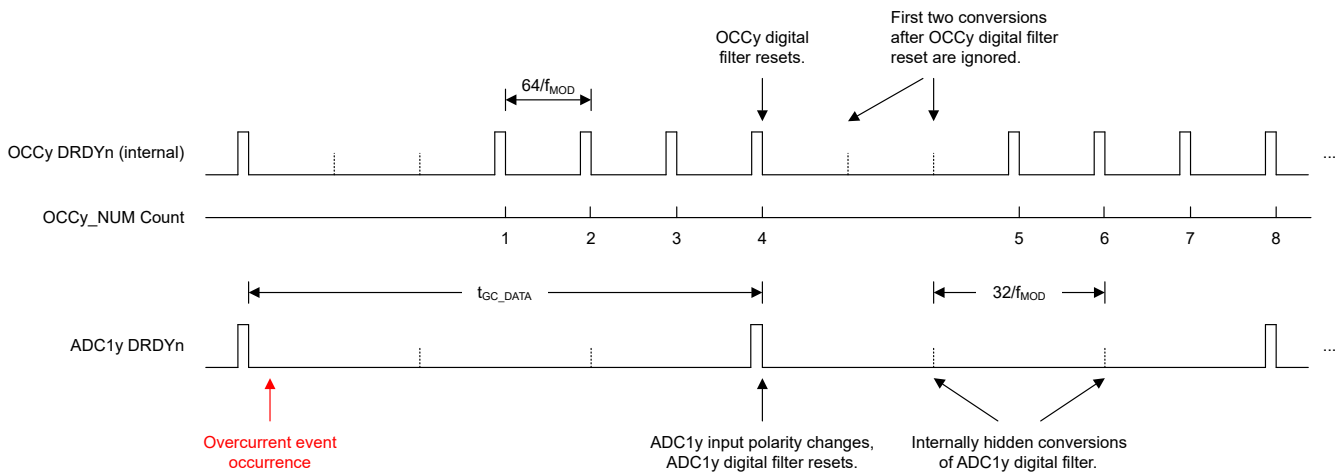 OCCy digital
filter resets.
First two conversions
after OCCy digital filter
reset are ignored.
64/fMOD
OCCy DRDYn (internal)
...
OCCy_NUM Count
1 2 3 4 5 6 7 8
tGC_DATA
32/fMOD
ADC1y DRDYn
...
Overcurrent event
occurrence
ADC1y input polarity changes,
ADC1y digital filter resets.
Internally hidden conversions
of ADC1y digital filter.